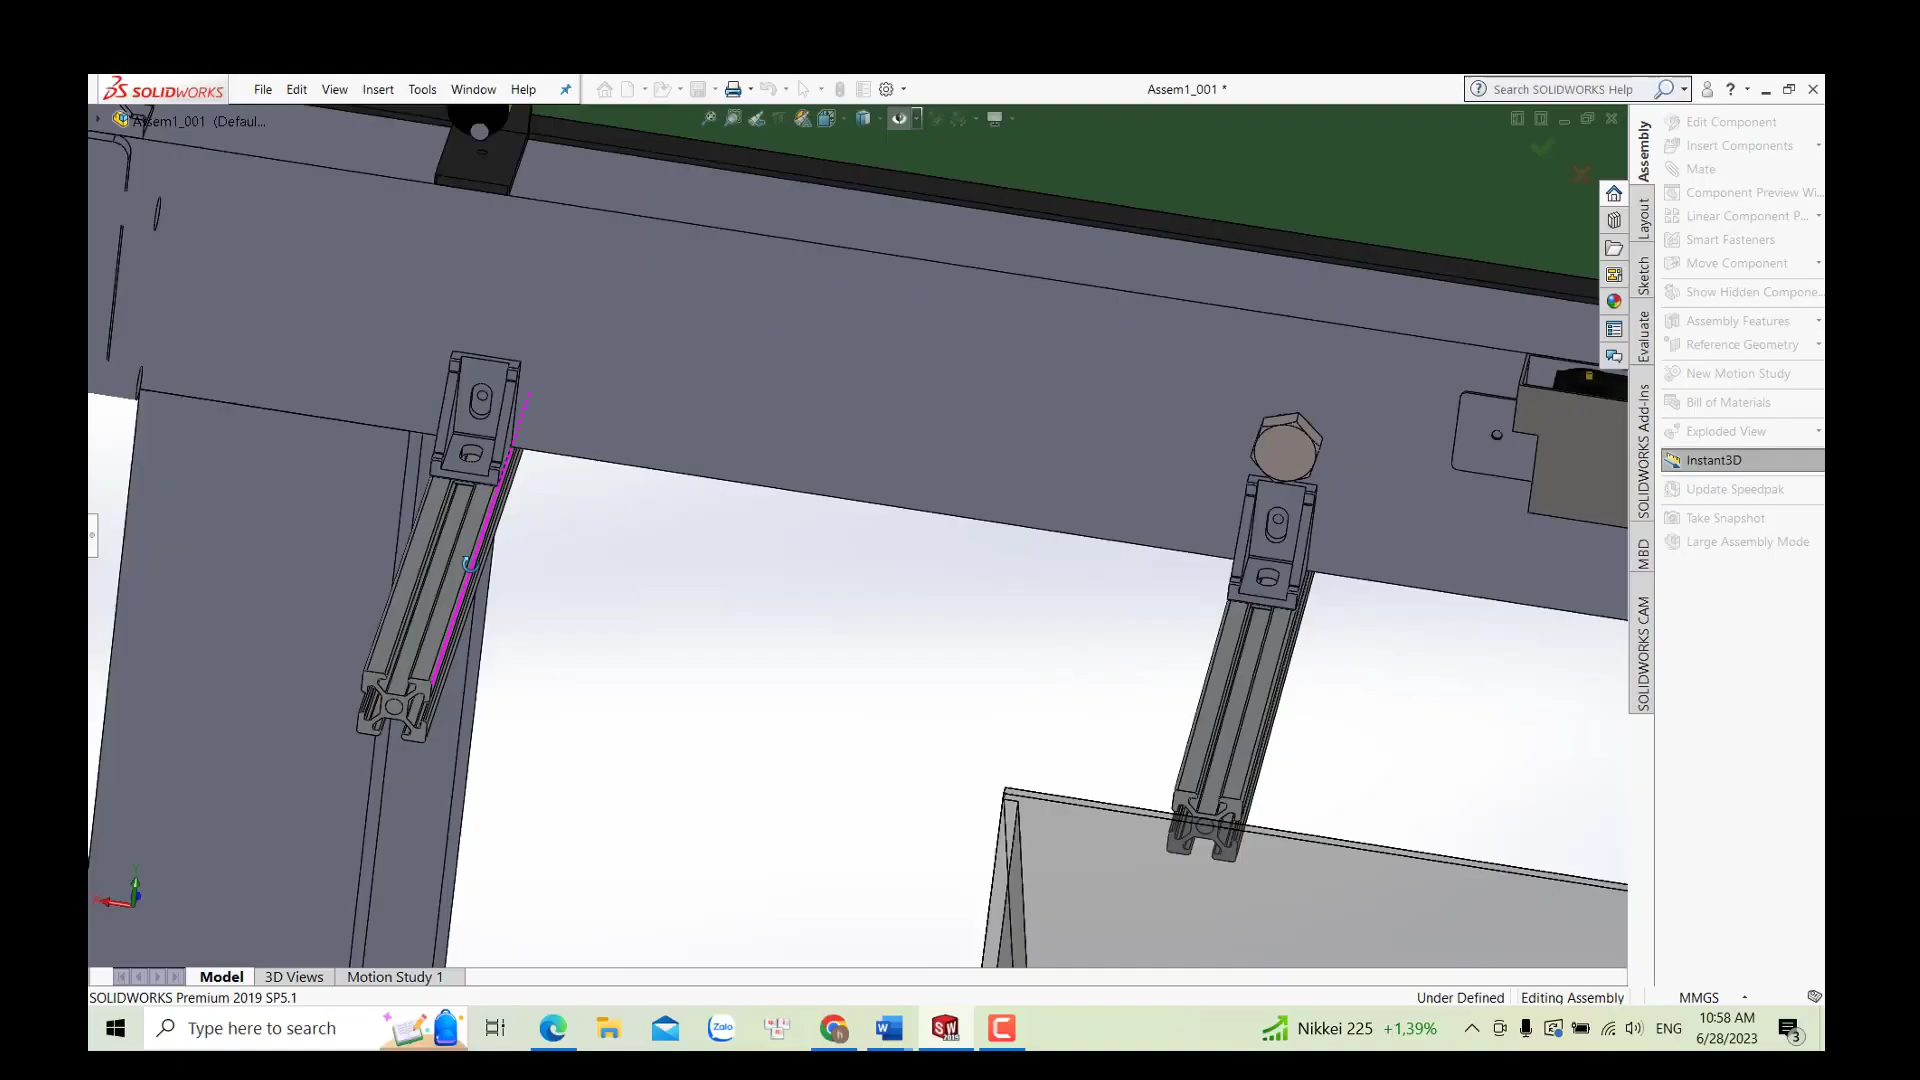 SOLIDWORKS
File Edit View Insert Tools Window Help
Assem1_001 *
Search SOLIDWORKS Help
Assem1_001 (Defaul...
Assembly
Layout
Sketch
Evaluate
SOLIDWORKS Add-Ins
MBD
SOLIDWORKS CAM
Edit Component
Insert Components
Mate
Component Preview Wi...
Linear Component P...
Smart Fasteners
Move Component
Show Hidden Compone...
Assembly Features
Reference Geometry
New Motion Study
Bill of Materials
Exploded View
Instant3D
Update Speedpak
Take Snapshot
Large Assembly Mode
Model 3D Views Motion Study 1
SOLIDWORKS Premium 2019 SP5.1
Under Defined Editing Assembly MMGS
Type here to search
Zalo
Nikkei 225 +1,39%
ENG
10:58 AM
6/28/2023
3